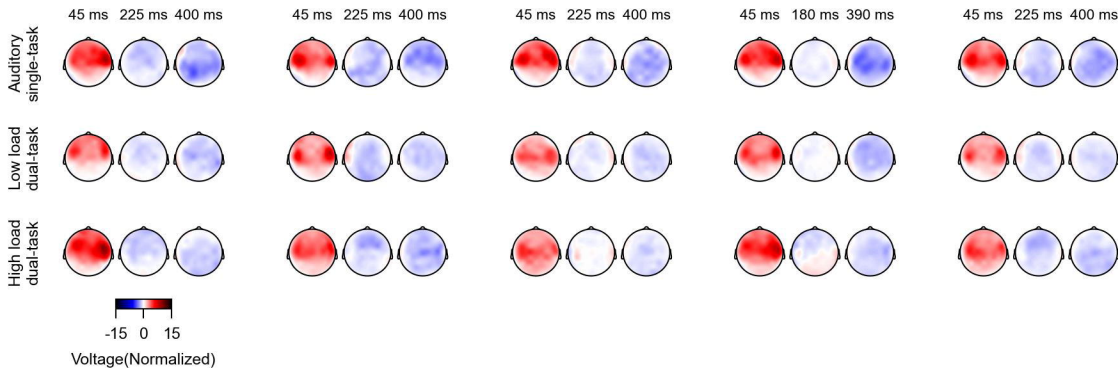 45 ms 225 ms 400 ms 45 ms 225 ms 400 ms 45 ms 225 ms 400 ms 45 ms 180 ms 390 ms 45 ms 225 ms 400 ms
Auditory
single-task
Low load
dual-task
High load
dual-task
-15 0 15
Voltage(Normalized)